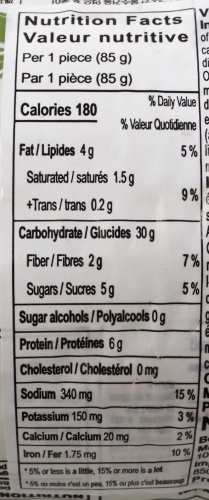 Nutrition Facts
Valeur nutritive
Per 1 piece (85 g)
Par 1 pièce (85 g)
Calories 180
% Daily Value
% Valeur Quotidienne
Fat / Lipides 4 g 5 %
Saturated / saturés 1.5 g
+Trans / trans 0.2 g 9 %
Carbohydrate / Glucides 30 g
Fiber / Fibres 2 g 7 %
Sugars / Sucres 5 g 5 %
Sugar alcohols / Polyalcools 0 g
Protein / Protéines 6 g
Cholesterol / Cholestérol 0 mg
Sodium 340 mg 15 %
Potassium 150 mg 3 %
Calcium / Calcium 20 mg 2 %
Iron / Fer 1.75 mg 10 %
* 5% or less is a little, 15% or more is a lot
* 5% ou moins c'est un peu, 15% ou plus c'est beaucoup